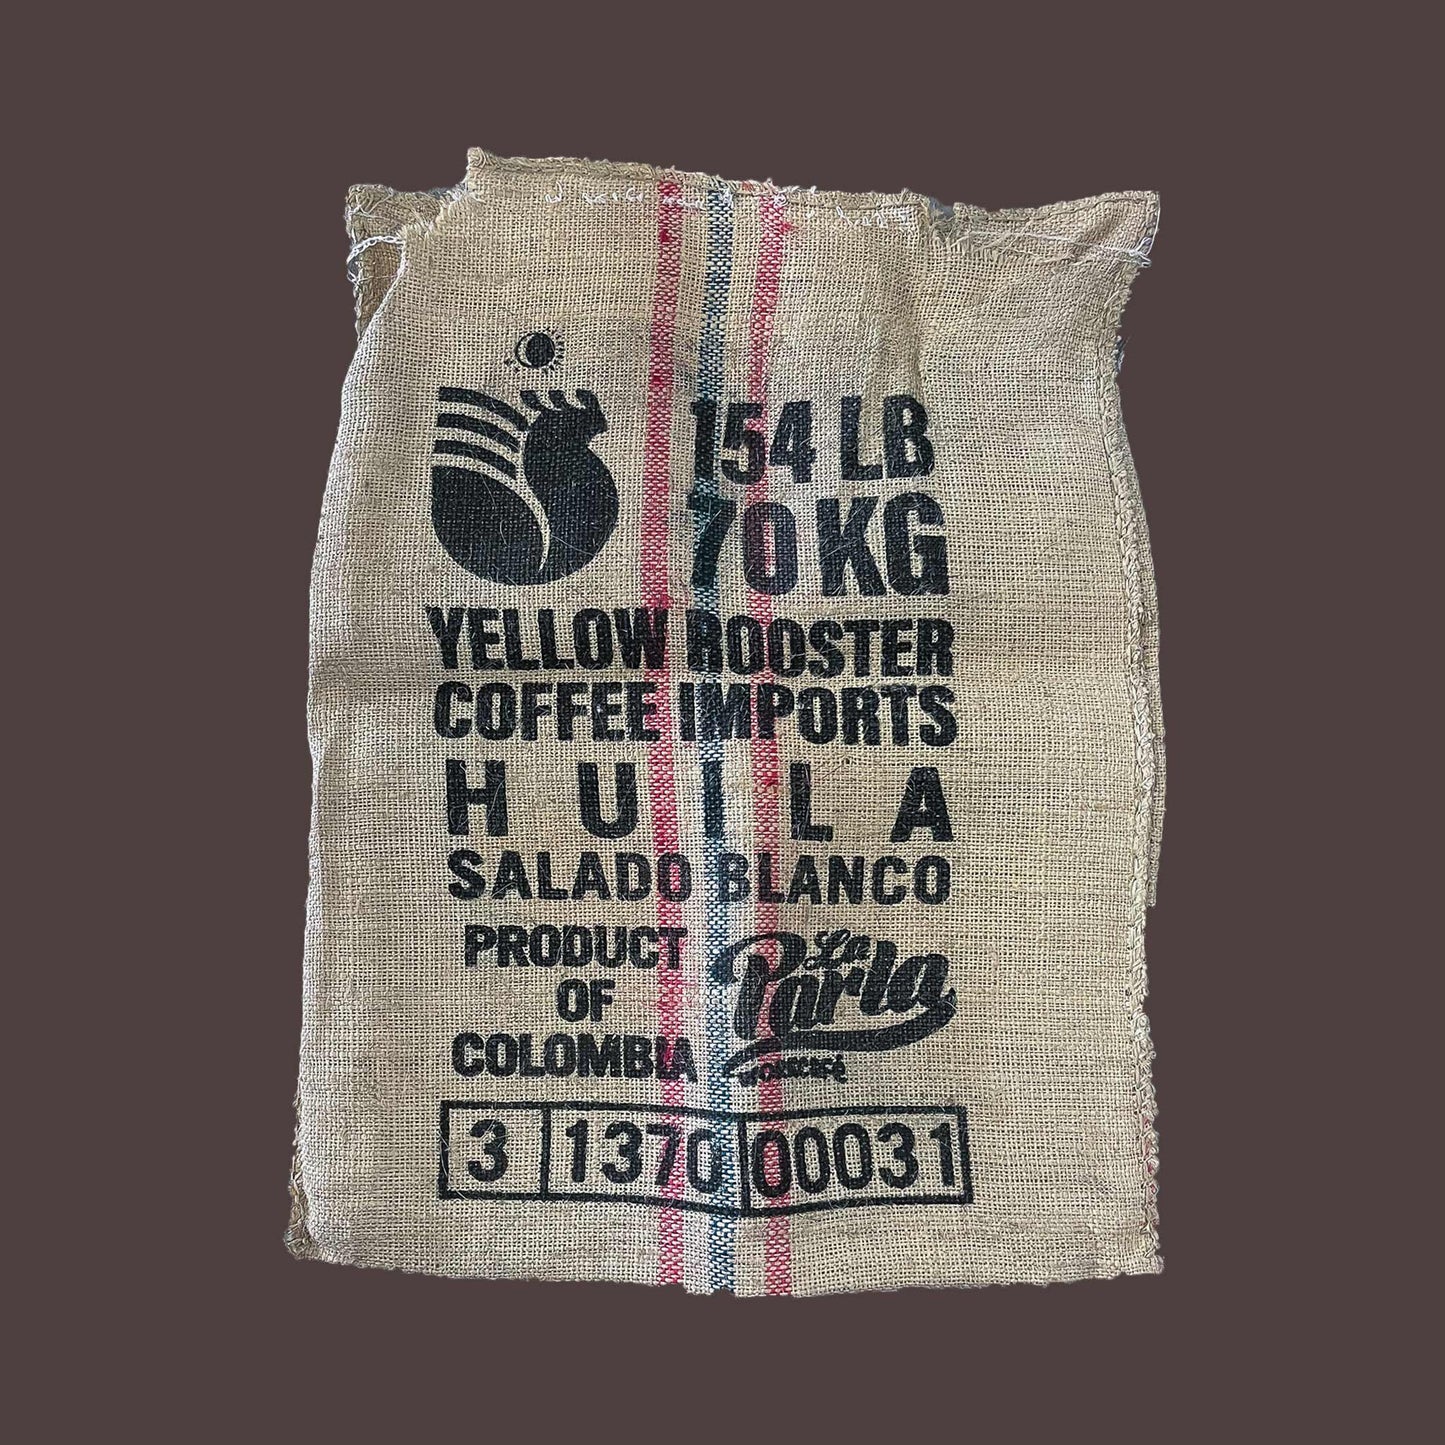 154 LB
70 KG
YELLOW ROOSTER
COFFEE IMPORTS
HUILA
SALADO BLANCO
PRODUCT
OF
COLOMBIA
La
Parla
3 1370 00031